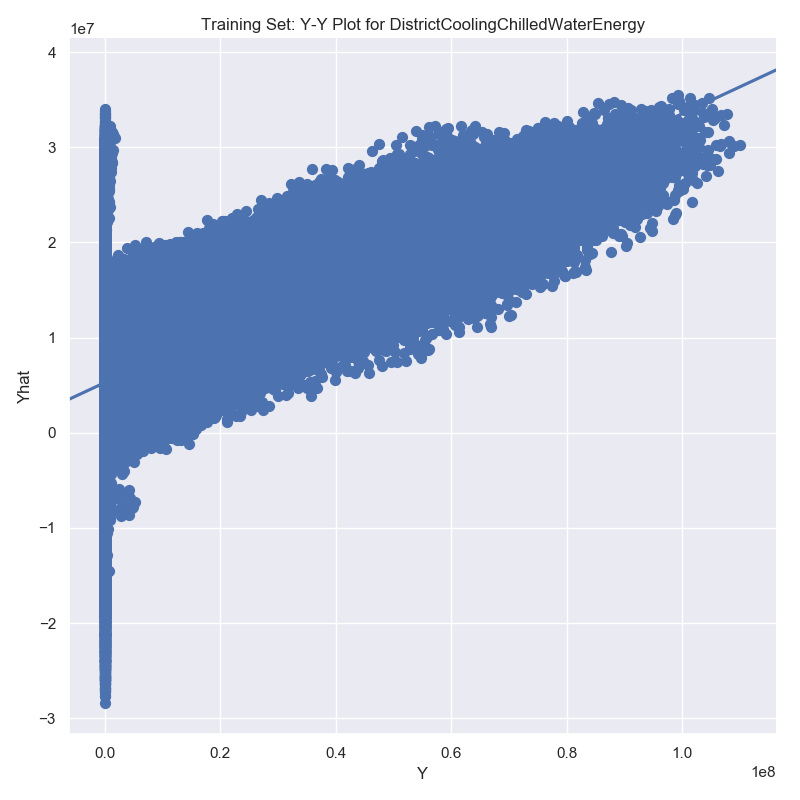 Training Set: Y-Y Plot for DistrictCoolingChilledWaterEnergy
1e7
4
3
2
1
0
−1
−2
−3
Yhat
0.0 0.2 0.4 0.6 0.8 1.0
1e8
Y